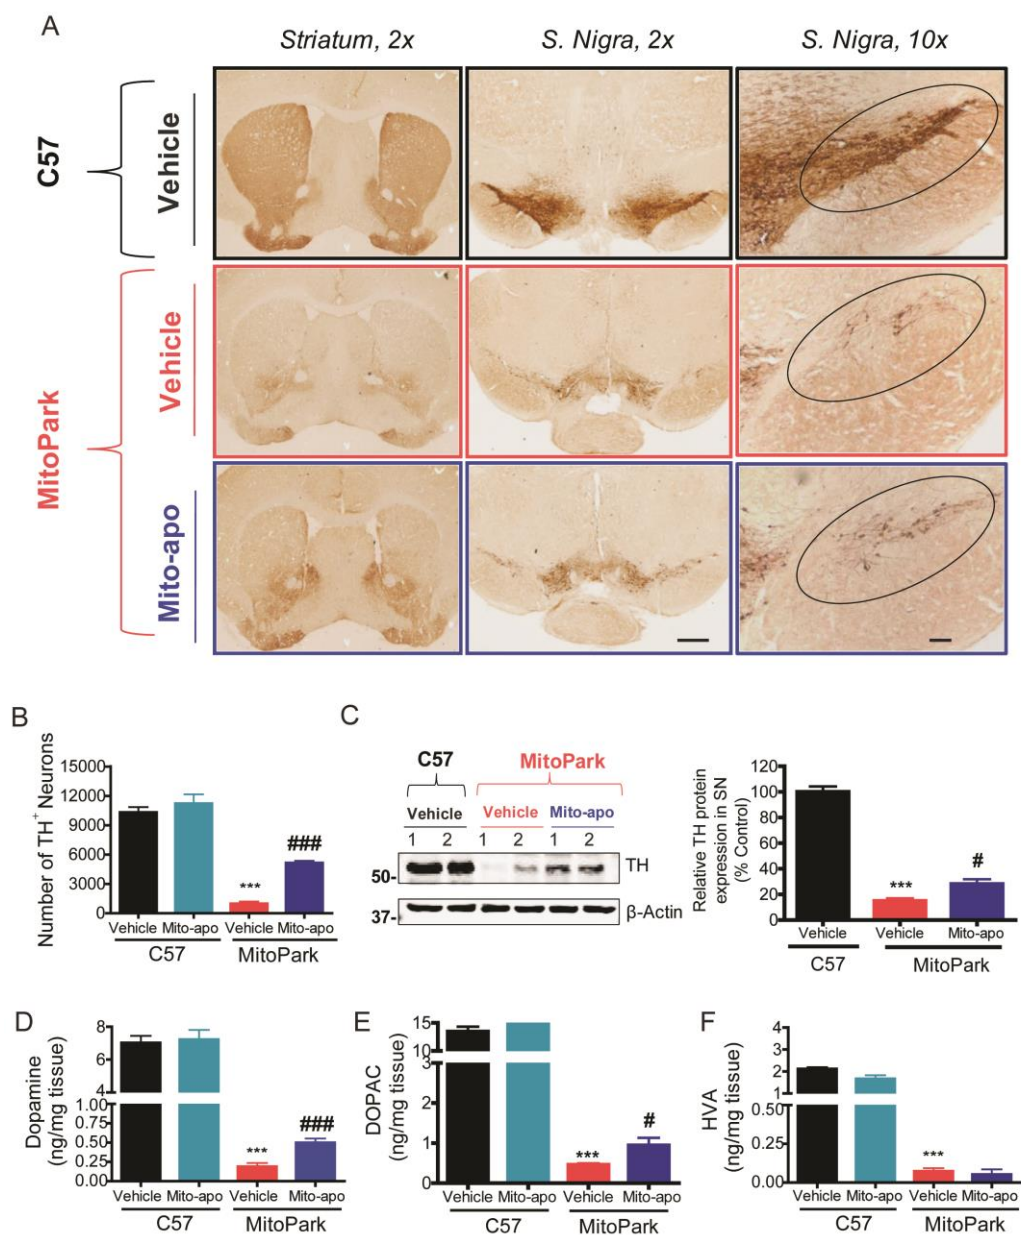 A
Striatum, 2x
S. Nigra, 2x
S. Nigra, 10x
C57
Vehicle
MitoPark
Vehicle
Mito-apo
B
Number of TH+ Neurons
15000
12000
9000
6000
3000
0
***
###
Vehicle Mito-apo Vehicle Mito-apo
C57 MitoPark
C
C57
MitoPark
Vehicle Vehicle Mito-apo
1 2 1 2 1 2
50- TH
37- β-Actin
Relative TH protein
expression in SN
(% Control)
120
100
80
60
40
20
0
***
#
Vehicle Vehicle Mito-apo
C57 MitoPark
D
Dopamine
(ng/mg tissue)
8
6
4
1.00
0.75
0.50
0.25
0.00
***
###
Vehicle Mito-apo Vehicle Mito-apo
C57 MitoPark
E
DOPAC
(ng/mg tissue)
15
10
3
2
1
0
***
#
Vehicle Mito-apo Vehicle Mito-apo
C57 MitoPark
F
HVA
(ng/mg tissue)
4
3
2
1
0.50
0.25
0.00
***
Vehicle Mito-apo Vehicle Mito-apo
C57 MitoPark